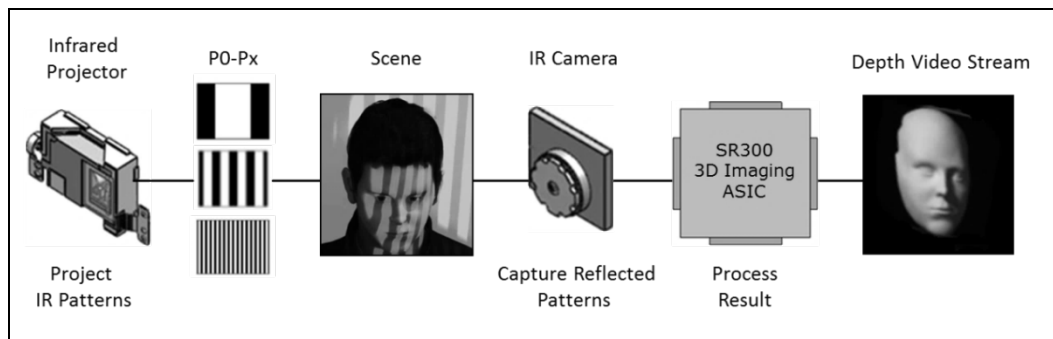 Infrared
Projector
P0-Px
Scene
IR Camera
Depth Video Stream
SR300
3D Imaging
ASIC
Project
IR Patterns
Capture Reflected
Patterns
Process
Result